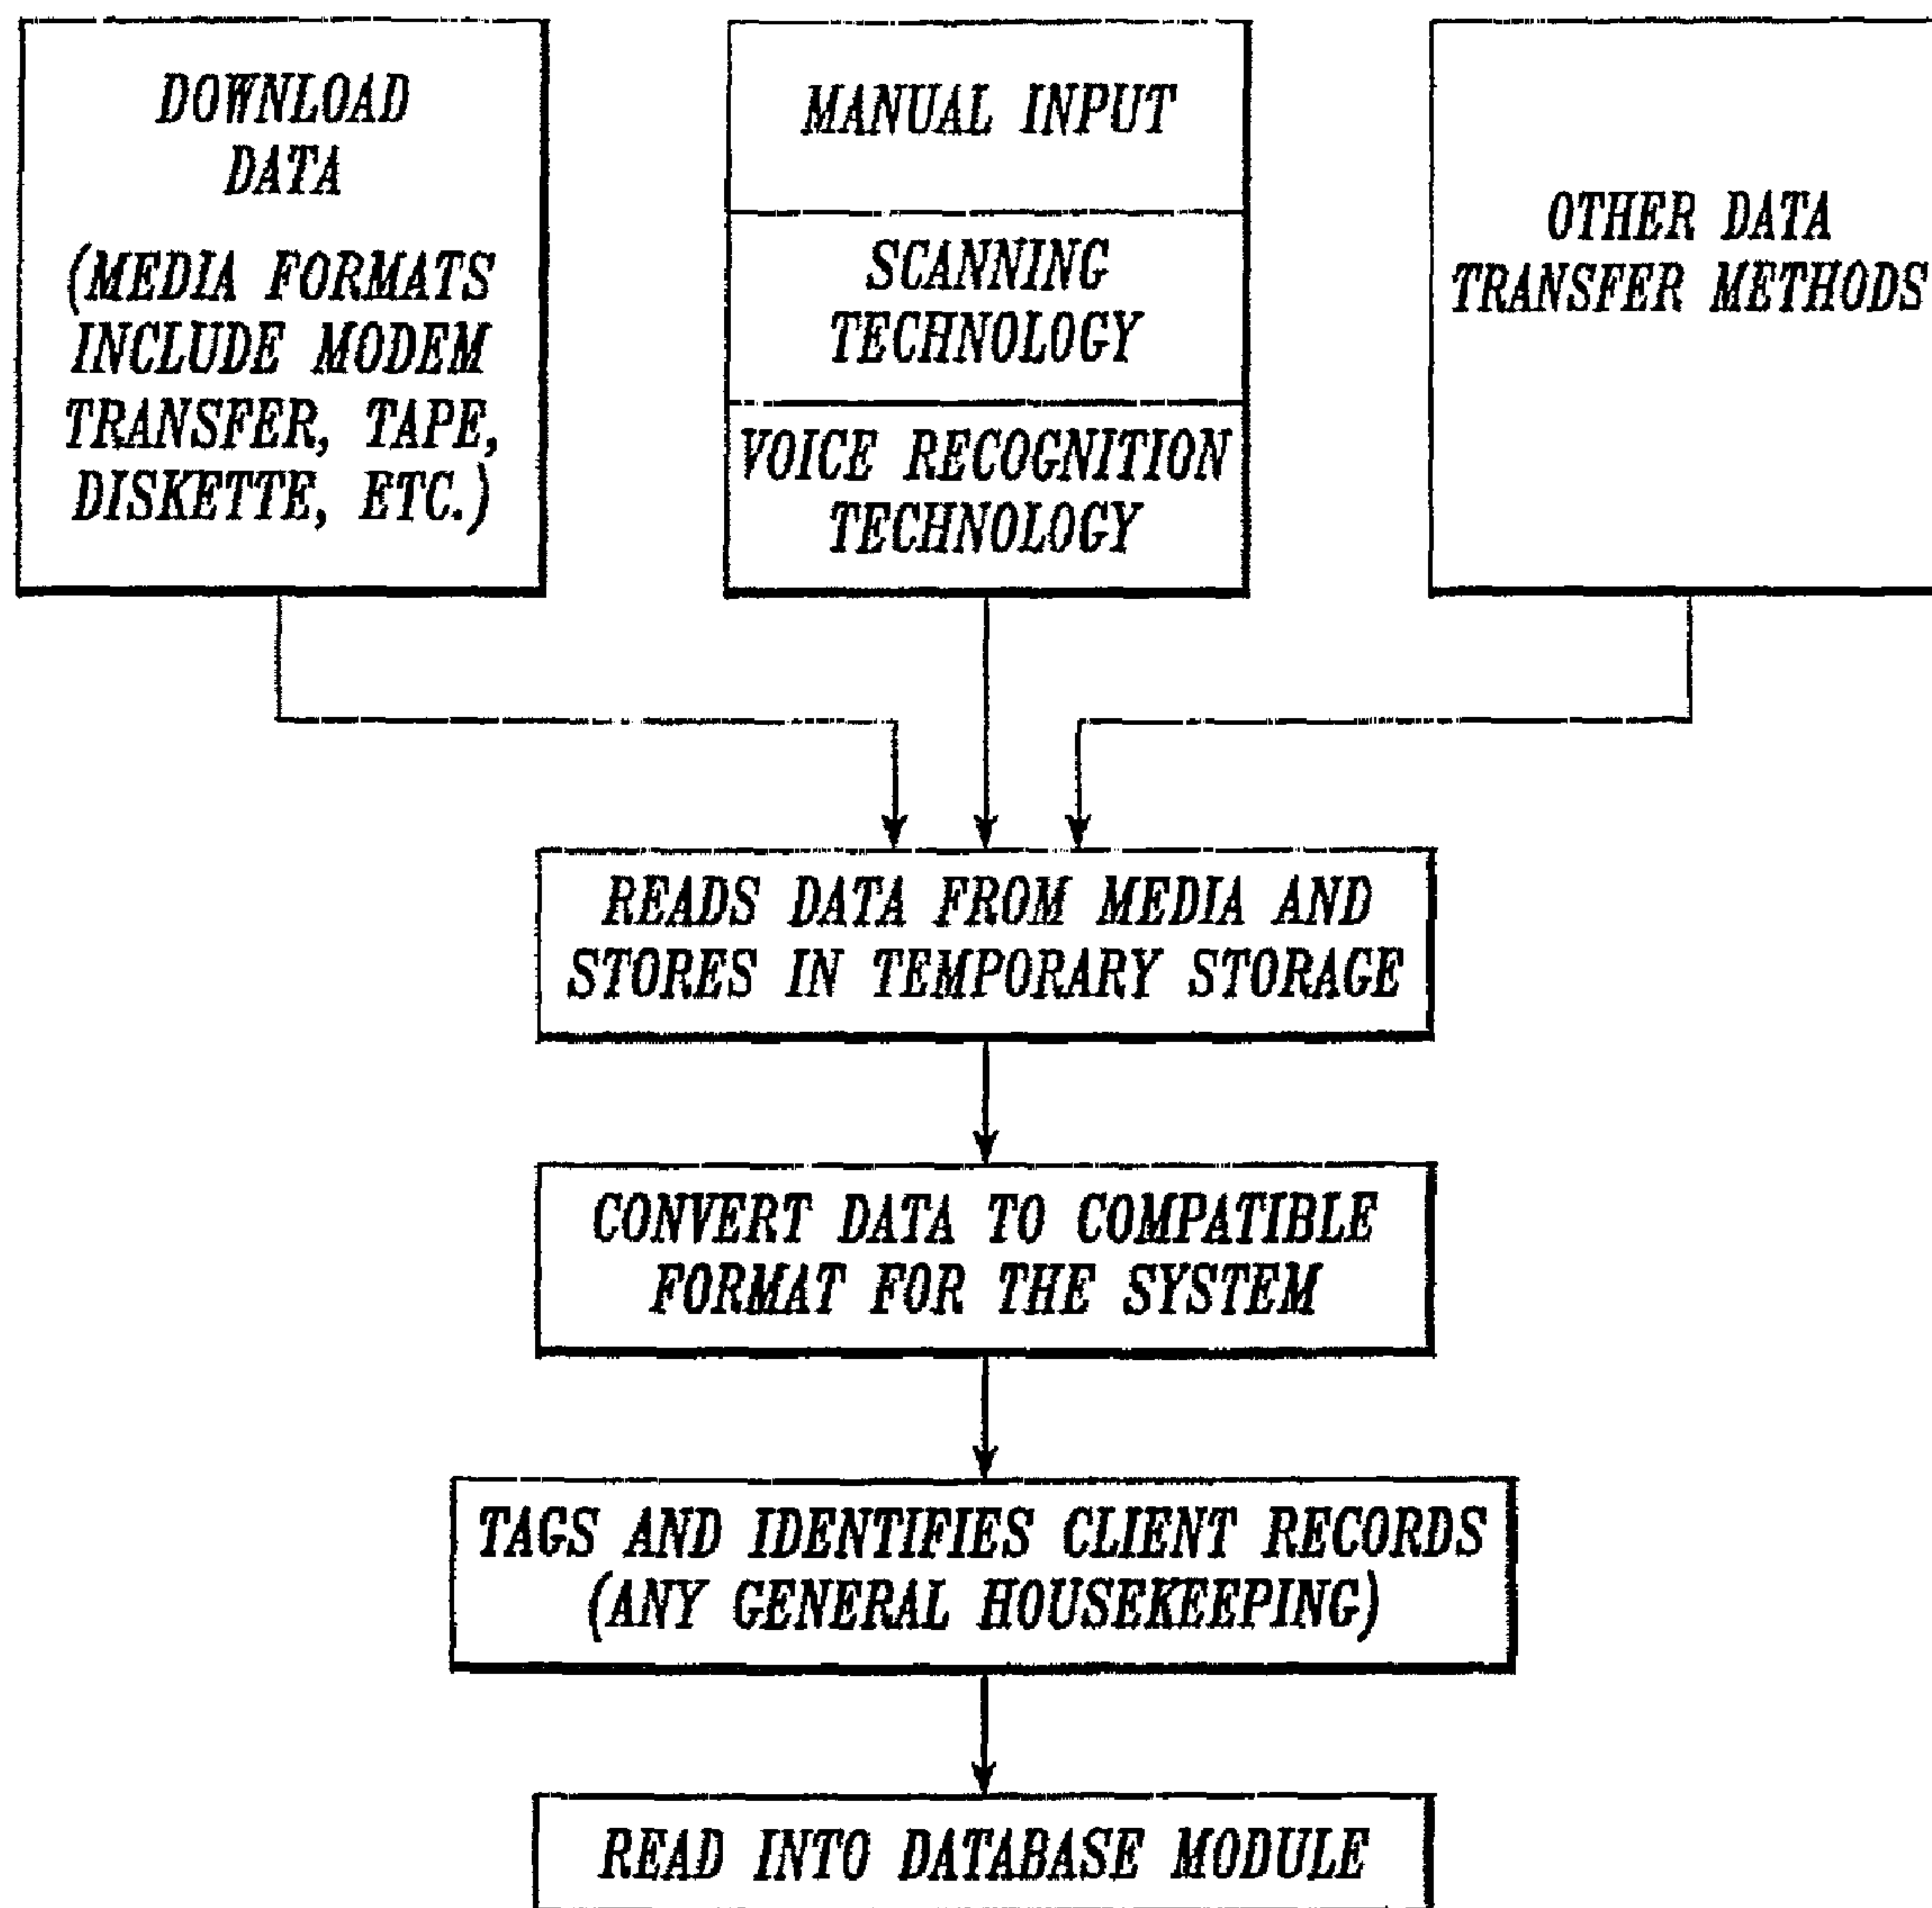 DOWNLOAD
DATA
(MEDIA FORMATS
INCLUDE MODEM
TRANSFER, TAPE,
DISKETTE, ETC.)
MANUAL INPUT
SCANNING
TECHNOLOGY
VOICE RECOGNITION
TECHNOLOGY
OTHER DATA
TRANSFER METHODS
READS DATA FROM MEDIA AND
STORES IN TEMPORARY STORAGE
CONVERT DATA TO COMPATIBLE
FORMAT FOR THE SYSTEM
TAGS AND IDENTIFIES CLIENT RECORDS
(ANY GENERAL HOUSEKEEPING)
READ INTO DATABASE MODULE